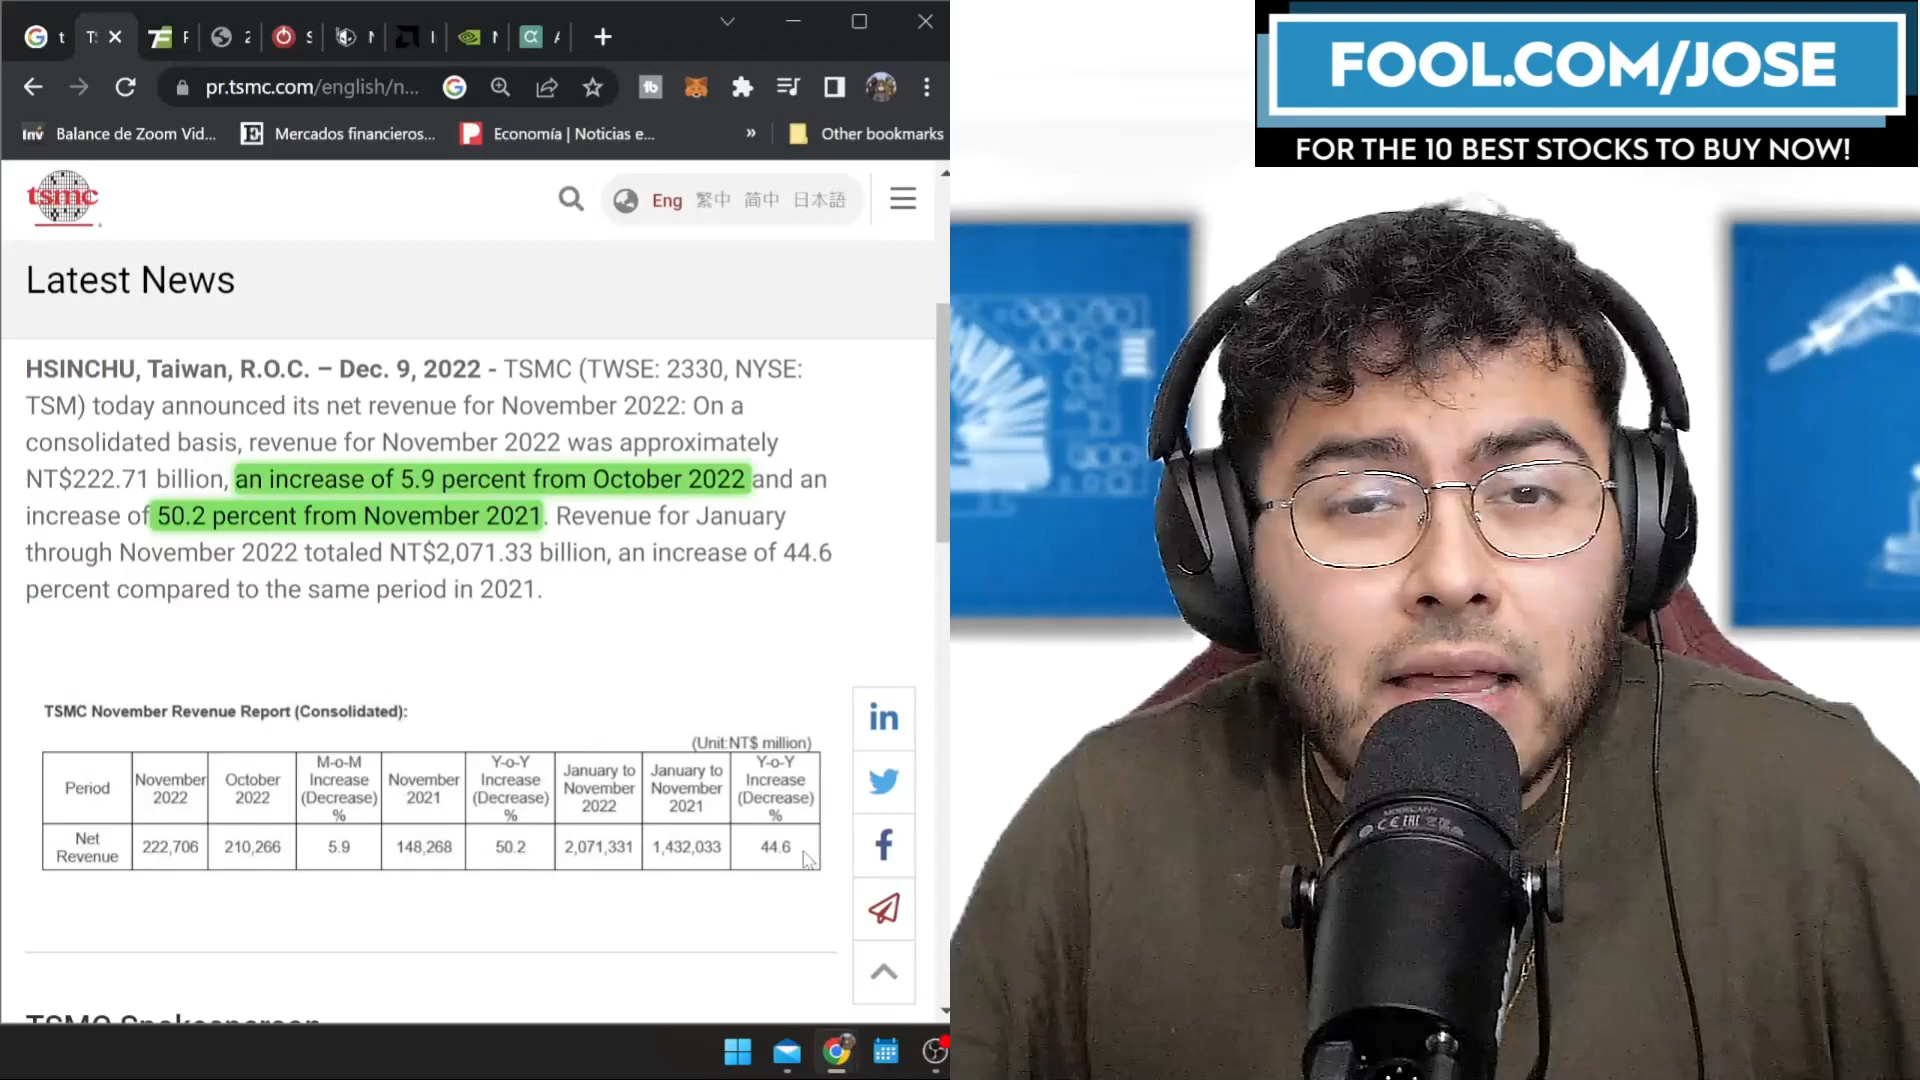 t
T
F
2
S
N
I
N
A
pr.tsmc.com/english/n...
Inv Balance de Zoom Vid...
E Mercados financieros...
P Economía | Noticias e...
»
Other bookmarks
tsmc
Eng 繁中 简中 日本語
Latest News
HSINCHU, Taiwan, R.O.C. – Dec. 9, 2022 - TSMC (TWSE: 2330, NYSE:
TSM) today announced its net revenue for November 2022: On a
consolidated basis, revenue for November 2022 was approximately
NT$222.71 billion, an increase of 5.9 percent from October 2022 and an
increase of 50.2 percent from November 2021. Revenue for January
through November 2022 totaled NT$2,071.33 billion, an increase of 44.6
percent compared to the same period in 2021.
TSMC November Revenue Report (Consolidated):
(Unit:NT$ million)
Period
November
2022
October
2022
M-o-M
Increase
(Decrease)
%
November
2021
Y-o-Y
Increase
(Decrease)
%
January to
November
2022
January to
November
2021
Y-o-Y
Increase
(Decrease)
%
Net
Revenue
222,706
210,266
5.9
148,268
50.2
2,071,331
1,432,033
44.6
FOOL.COM/JOSE
FOR THE 10 BEST STOCKS TO BUY NOW!